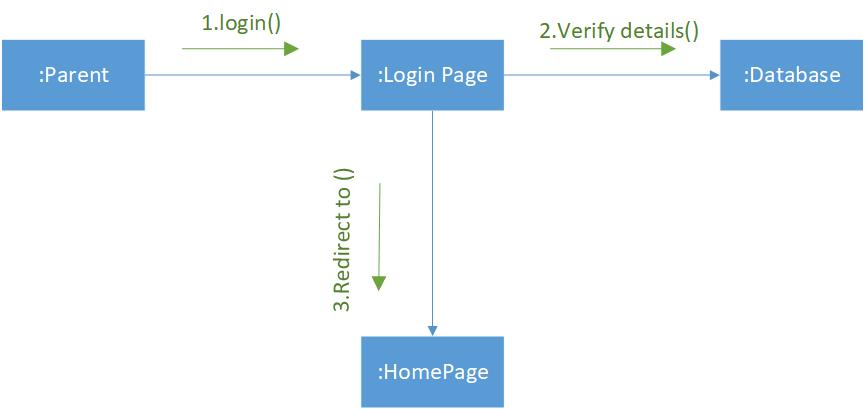 1.login()
2.Verify details()
:Parent
:Login Page
:Database
3.Redirect to ()
:HomePage